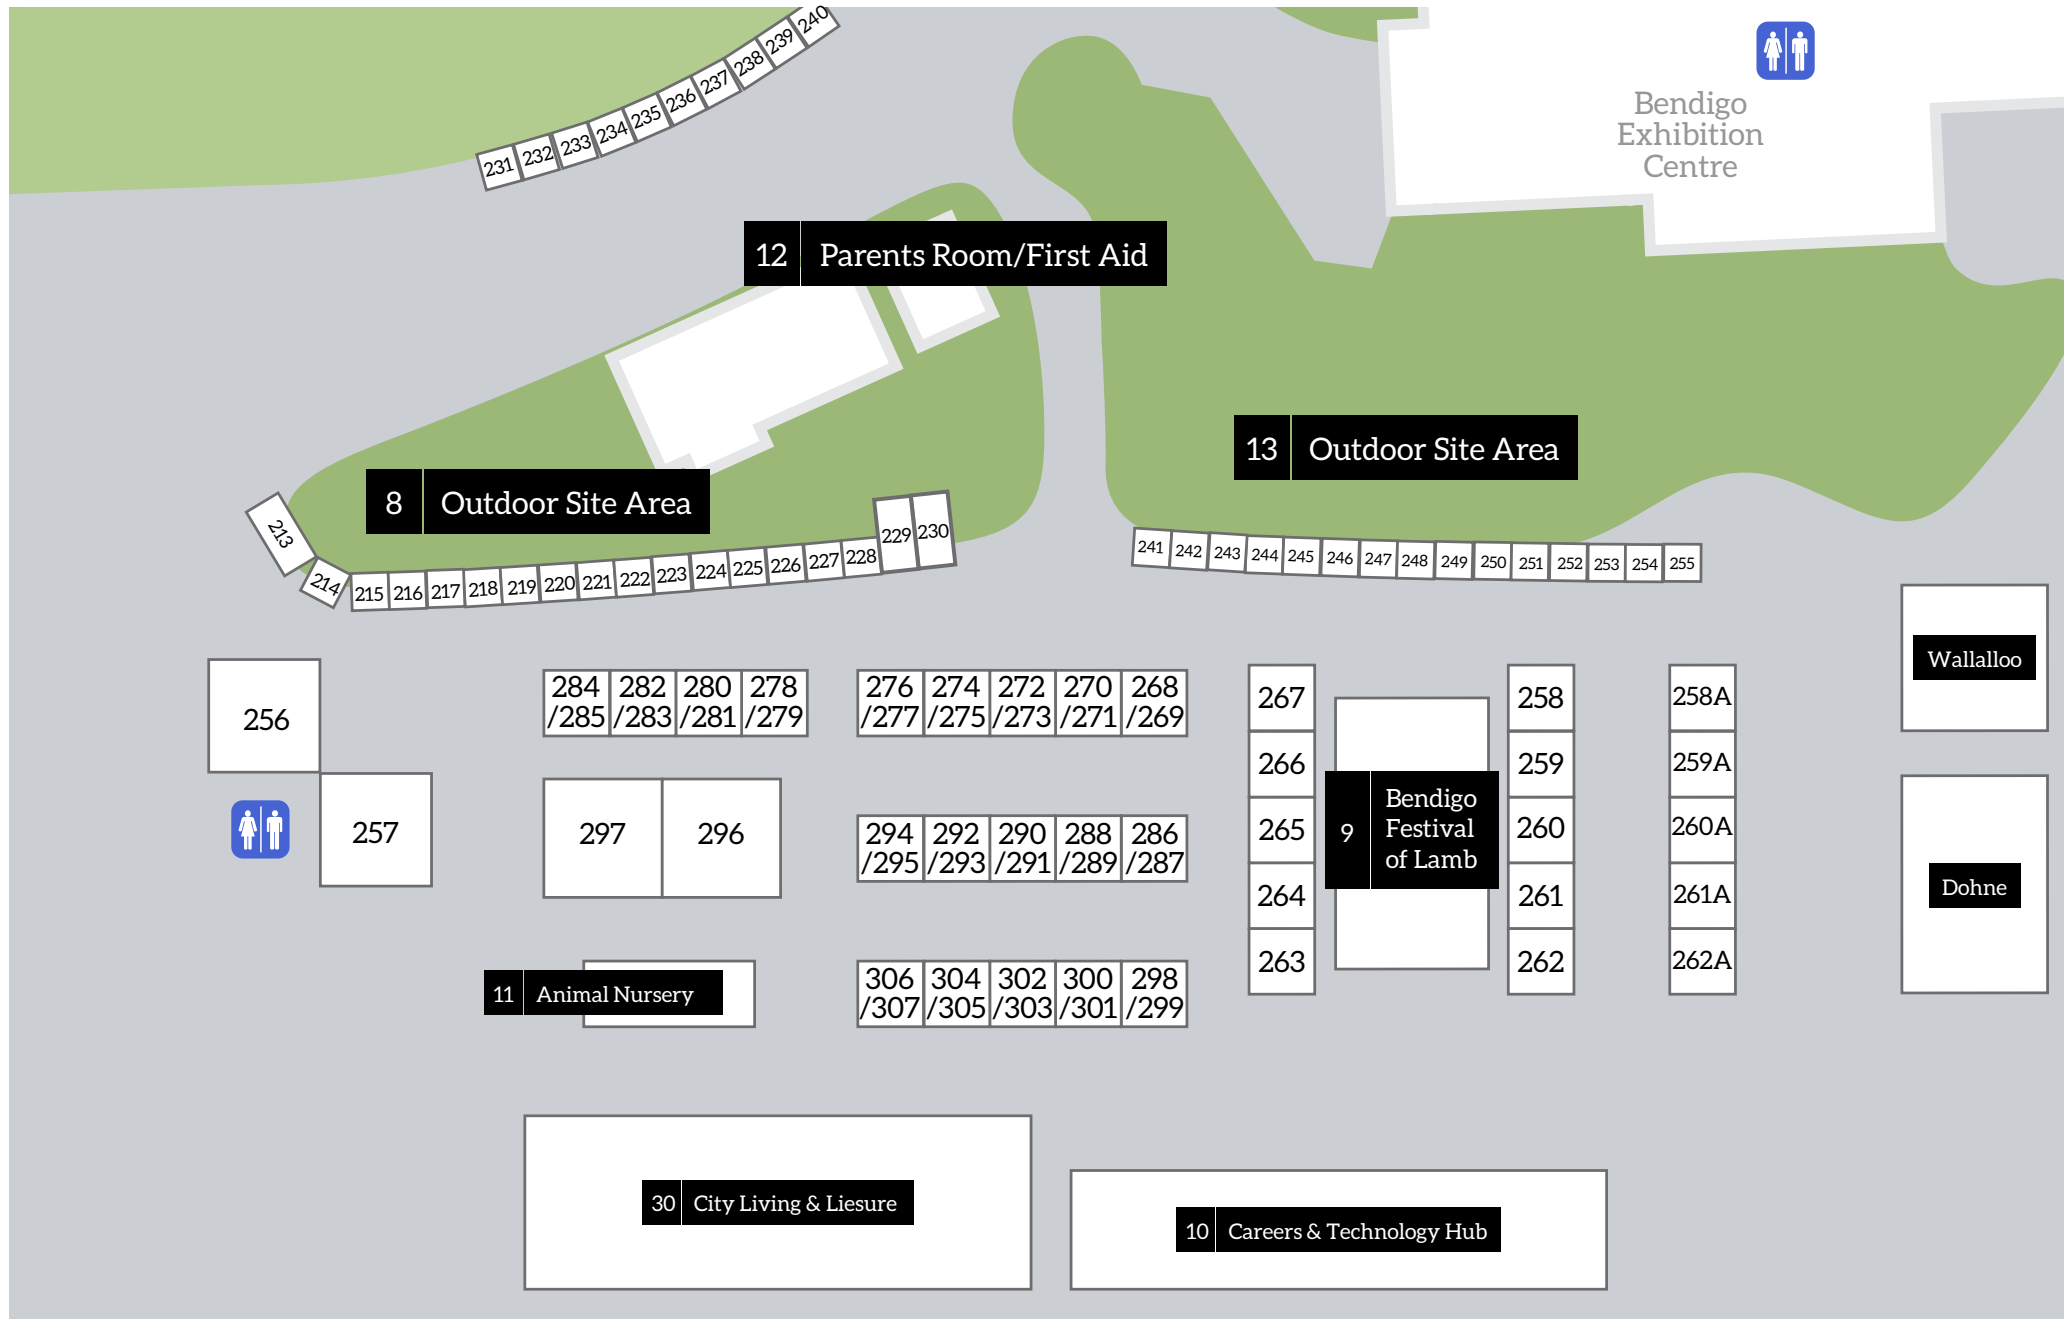 240
239
238
237
236
235
234
233
232
231
Bendigo
Exhibition
Centre
12 Parents Room/First Aid
13 Outdoor Site Area
8 Outdoor Site Area
213
214
215 216 217 218 219 220 221 222 223 224 225 226 227 228 229 230
241 242 243 244 245 246 247 248 249 250 251 252 253 254 255
Wallalloo
256
257
284 282 280 278
/285 /283 /281 /279
276 274 272 270 268
/277 /275 /273 /271 /269
297 296
294 292 290 288 286
/295 /293 /291 /289 /287
11 Animal Nursery
306 304 302 300 298
/307 /305 /303 /301 /299
267
266
265
264
263
9 Bendigo
Festival
of Lamb
258
259
260
261
262
258A
259A
260A
261A
262A
Dohne
30 City Living & Liesure
10 Careers & Technology Hub